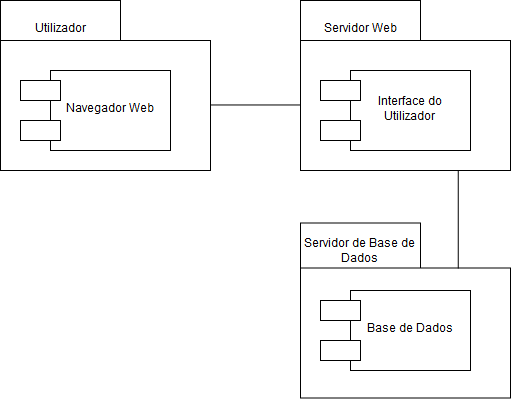 Utilizador
Servidor Web
Navegador Web
Interface do
Utilizador
Servidor de Base de
Dados
Base de Dados